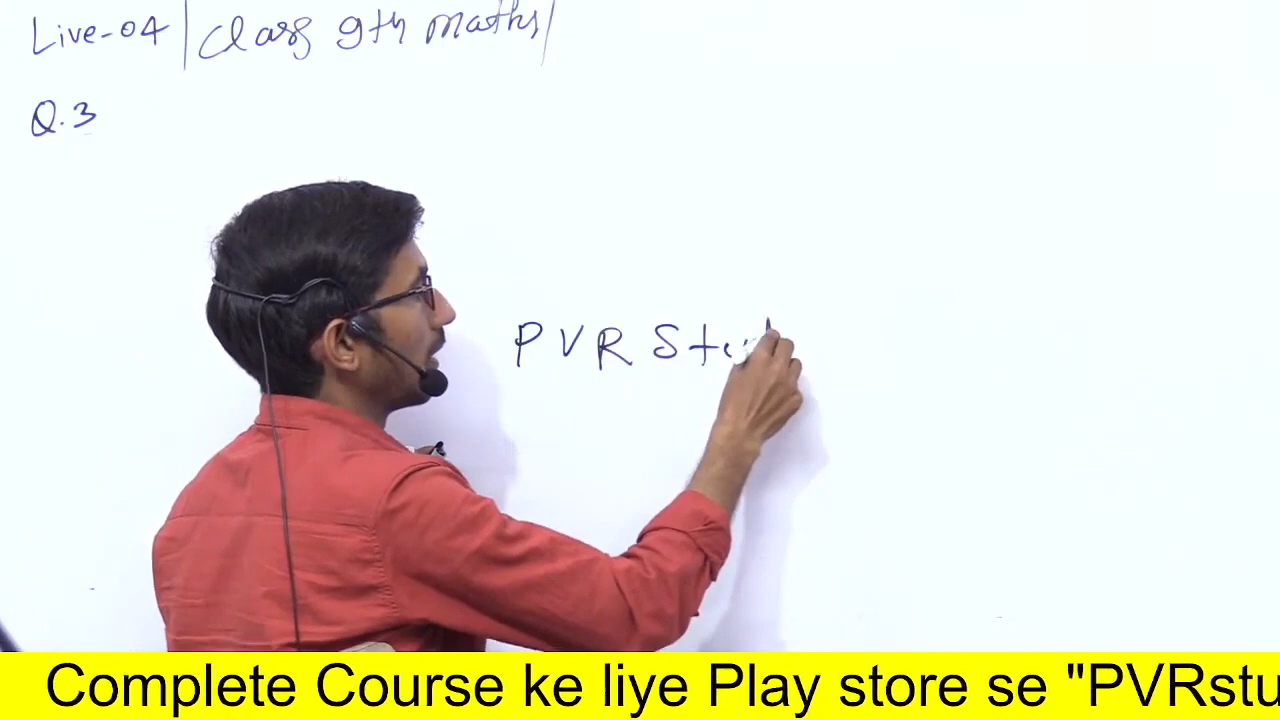 Live-04 | Class 9th maths |
Q.3
PVR Stu
Complete Course ke liye Play store se "PVRstu